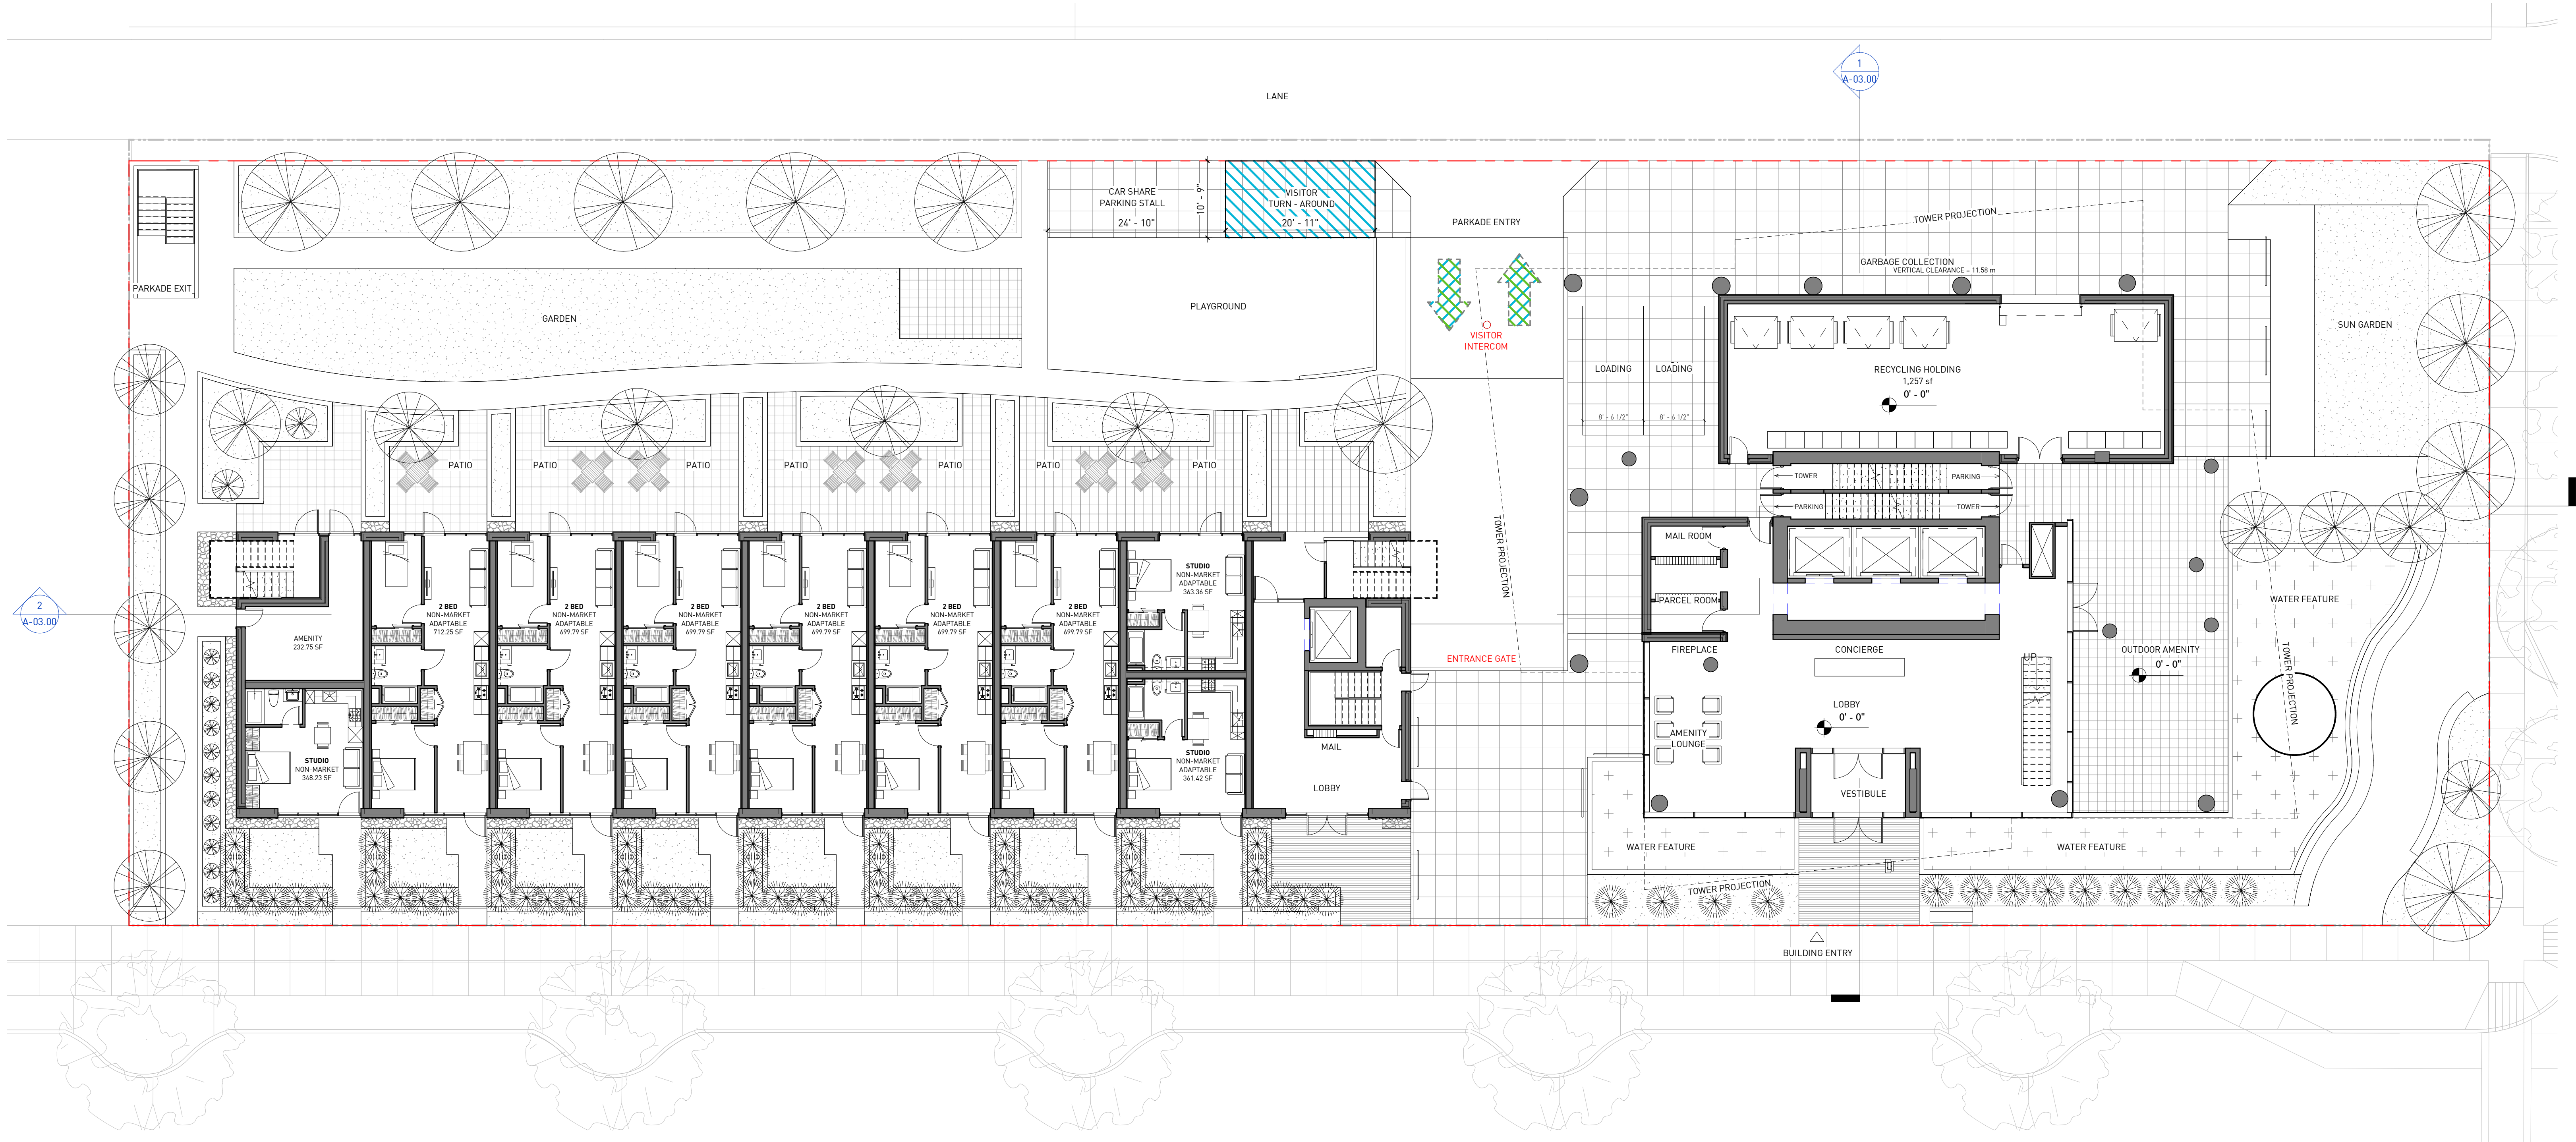 1
A-03.00
LANE
CAR SHARE
PARKING STALL
24' - 10"
10' - 9"
VISITOR
TURN - AROUND
20' - 11"
PARKADE ENTRY
TOWER PROJECTION
GARBAGE COLLECTION
VERTICAL CLEARANCE = 11.58 m
PARKADE EXIT
GARDEN
PLAYGROUND
VISITOR
INTERCOM
SUN GARDEN
LOADING
LOADING
8' - 6 1/2"
8' - 6 1/2"
RECYCLING HOLDING
1,257 sf
0' - 0"
PATIO
PATIO
PATIO
PATIO
PATIO
PATIO
PATIO
TOWER
PARKING
PARKING
TOWER
TOWER PROJECTION
MAIL ROOM
PARCEL ROOM
WATER FEATURE
2
A-03.00
AMENITY
232.75 SF
2 BED
NON-MARKET
ADAPTABLE
712.25 SF
2 BED
NON-MARKET
ADAPTABLE
699.79 SF
2 BED
NON-MARKET
ADAPTABLE
699.79 SF
2 BED
NON-MARKET
ADAPTABLE
699.79 SF
2 BED
NON-MARKET
ADAPTABLE
699.79 SF
2 BED
NON-MARKET
ADAPTABLE
699.79 SF
STUDIO
NON-MARKET
ADAPTABLE
363.36 SF
ENTRANCE GATE
FIREPLACE
CONCIERGE
UP
OUTDOOR AMENITY
0' - 0"
TOWER PROJECTION
LOBBY
0' - 0"
AMENITY
LOUNGE
STUDIO
NON-MARKET
348.23 SF
STUDIO
NON-MARKET
ADAPTABLE
361.42 SF
MAIL
LOBBY
VESTIBULE
WATER FEATURE
WATER FEATURE
TOWER PROJECTION
BUILDING ENTRY